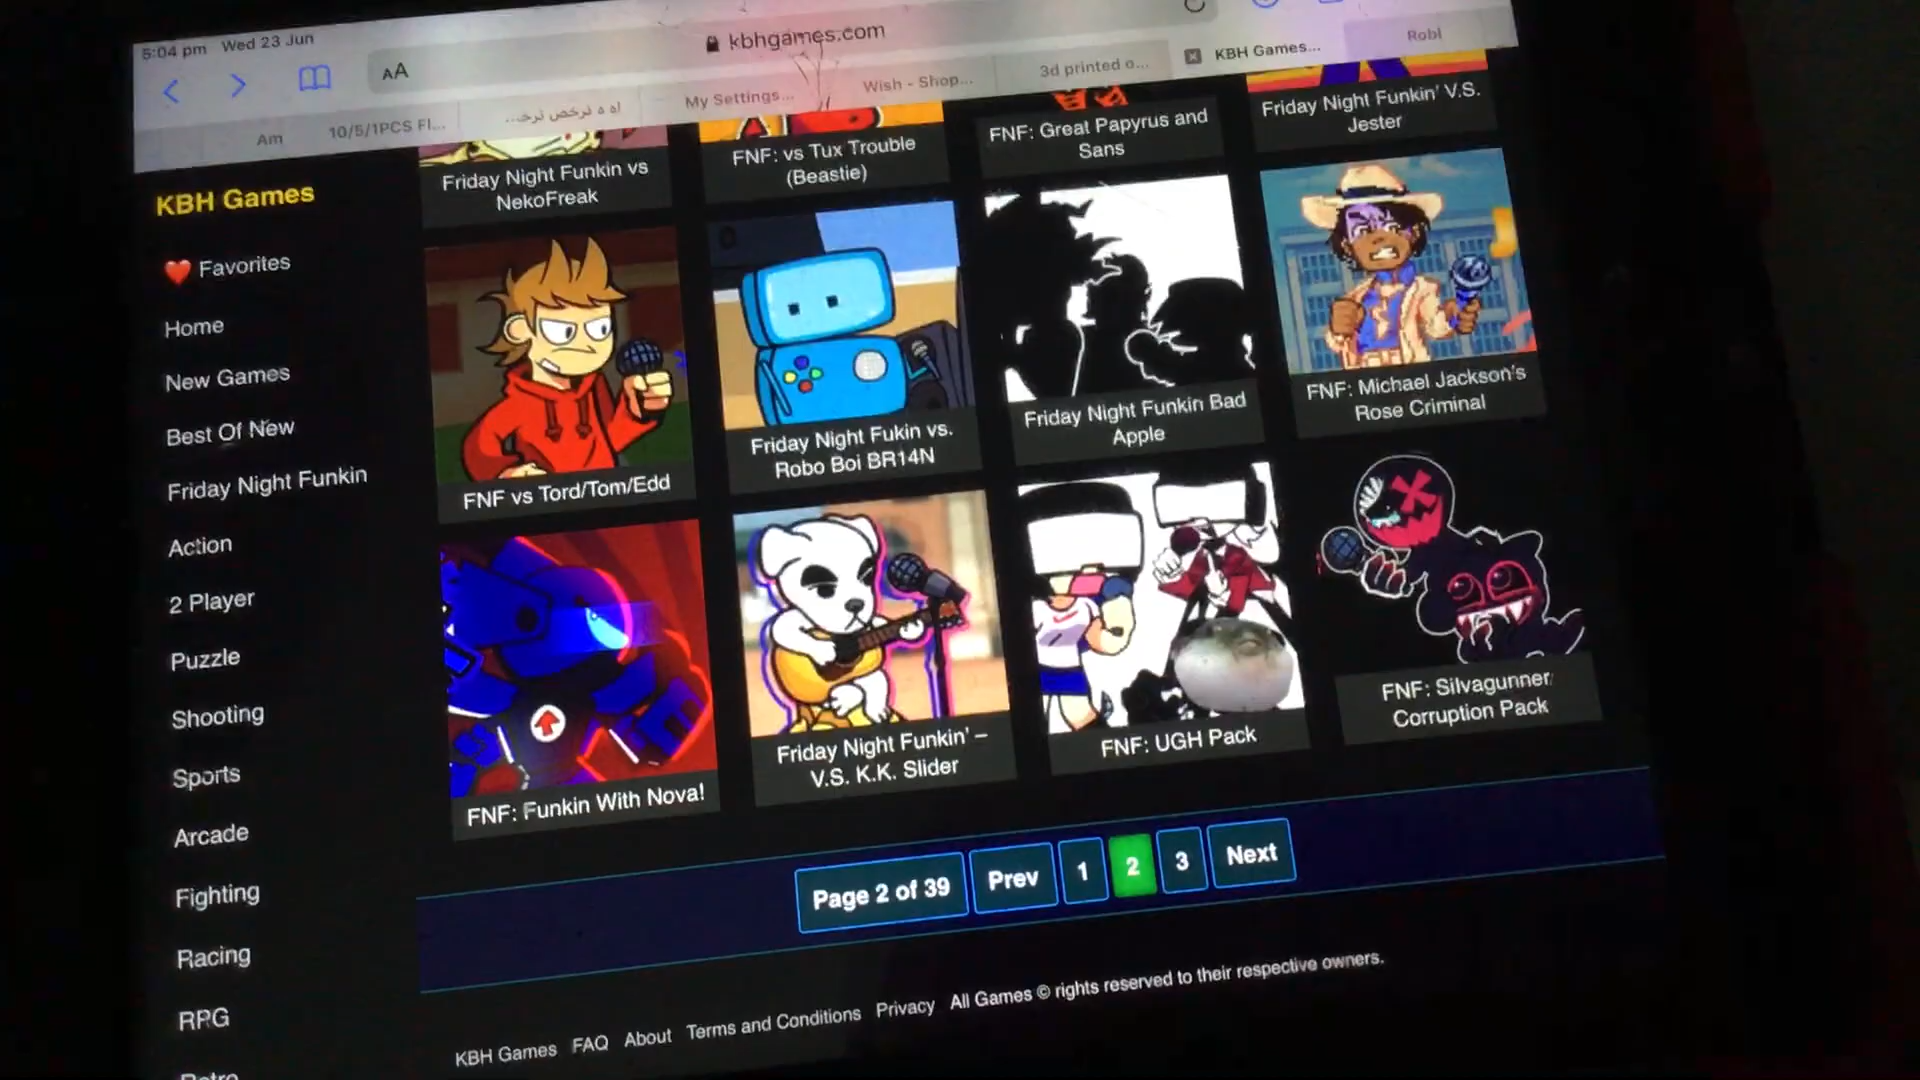 5:04 pm Wed 23 Jun
AA
kbhgames.com
Am
10/5/1PCS Fl...
My Settings...
Wish - Shop...
3d printed o...
KBH Games...
Robl
KBH Games
Favorites
Home
New Games
Best Of New
Friday Night Funkin
Action
2 Player
Puzzle
Shooting
Sports
Arcade
Fighting
Racing
RPG
Retro
Friday Night Funkin vs
NekoFreak
FNF: vs Tux Trouble
(Beastie)
FNF: Great Papyrus and
Sans
Friday Night Funkin' V.S.
Jester
FNF vs Tord/Tom/Edd
Friday Night Fukin vs.
Robo Boi BR14N
Friday Night Funkin Bad
Apple
FNF: Michael Jackson's
Rose Criminal
FNF: Funkin With Nova!
Friday Night Funkin' –
V.S. K.K. Slider
FNF: UGH Pack
FNF: Silvagunner
Corruption Pack
Page 2 of 39
Prev
1
2
3
Next
KBH Games FAQ About Terms and Conditions Privacy All Games © rights reserved to their respective owners.